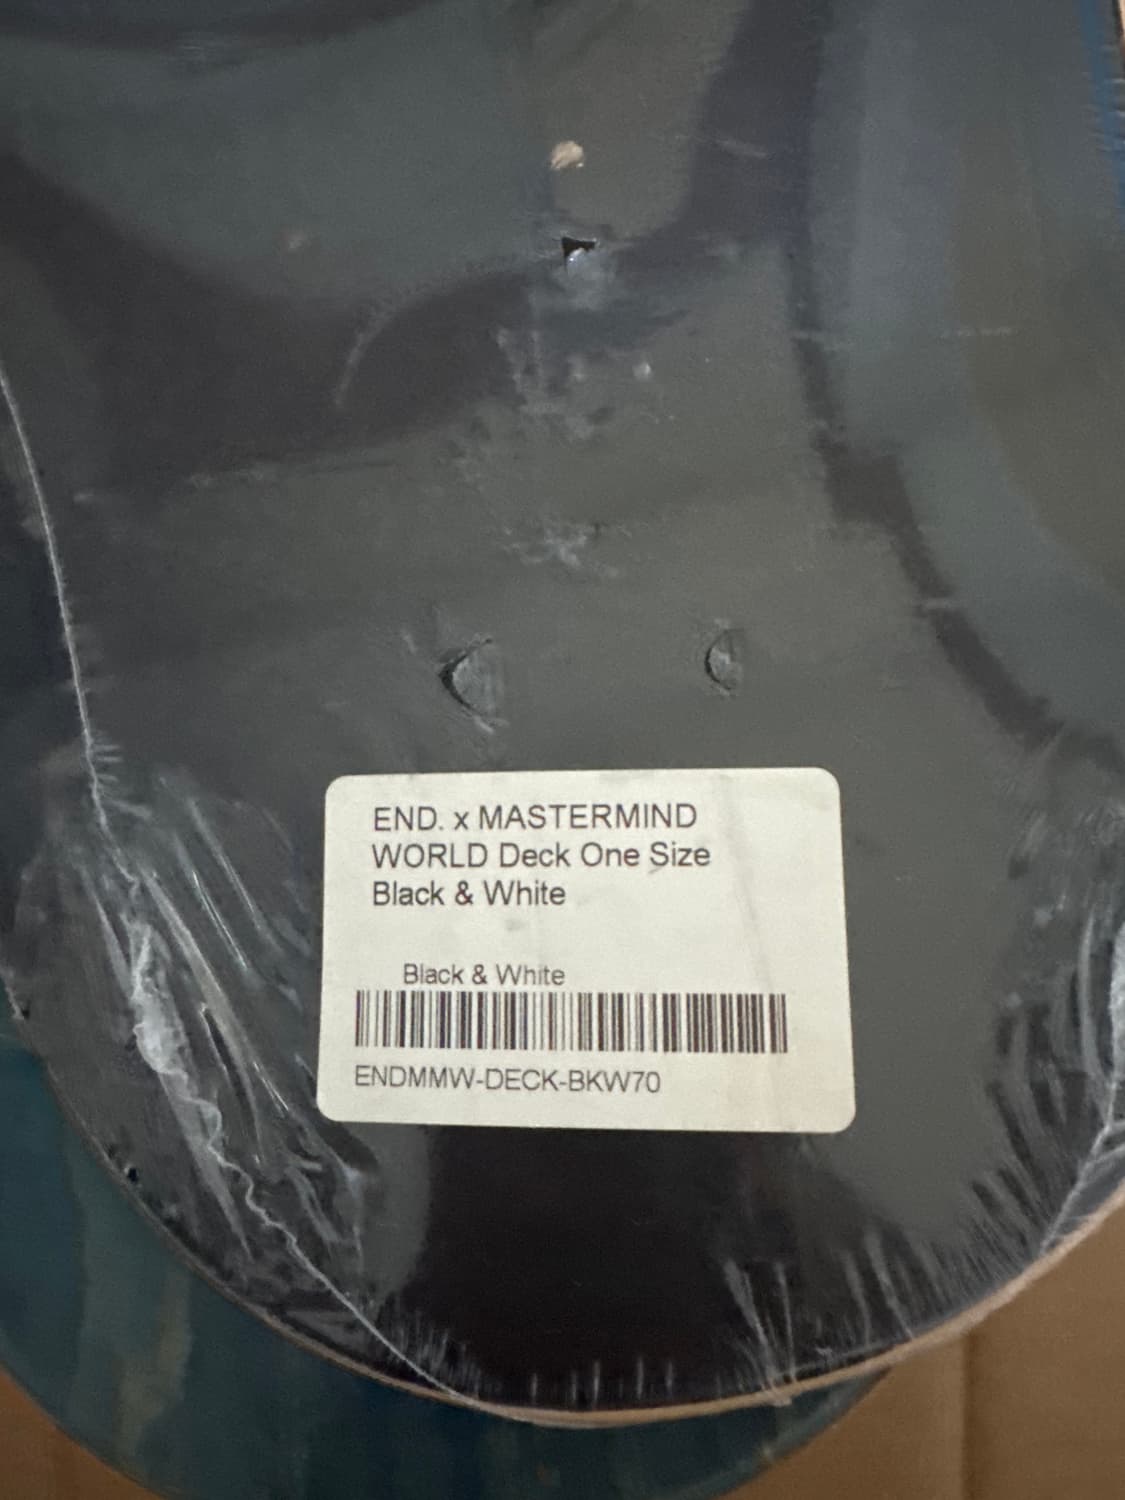 END. x MASTERMIND
WORLD Deck One Size
Black & White
Black & White
ENDMMW-DECK-BKW70